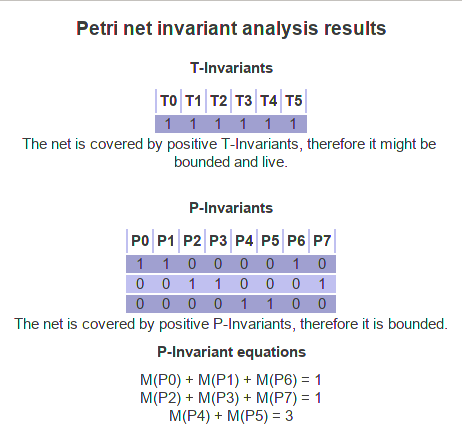 Petri net invariant analysis results
T-Invariants
T0 T1 T2 T3 T4 T5
1 1 1 1 1 1
The net is covered by positive T-Invariants, therefore it might be
bounded and live.
P-Invariants
P0 P1 P2 P3 P4 P5 P6 P7
1 1 0 0 0 0 1 0
0 0 1 1 0 0 0 1
0 0 0 0 1 1 0 0
The net is covered by positive P-Invariants, therefore it is bounded.
P-Invariant equations
M(P0) + M(P1) + M(P6) = 1
M(P2) + M(P3) + M(P7) = 1
M(P4) + M(P5) = 3